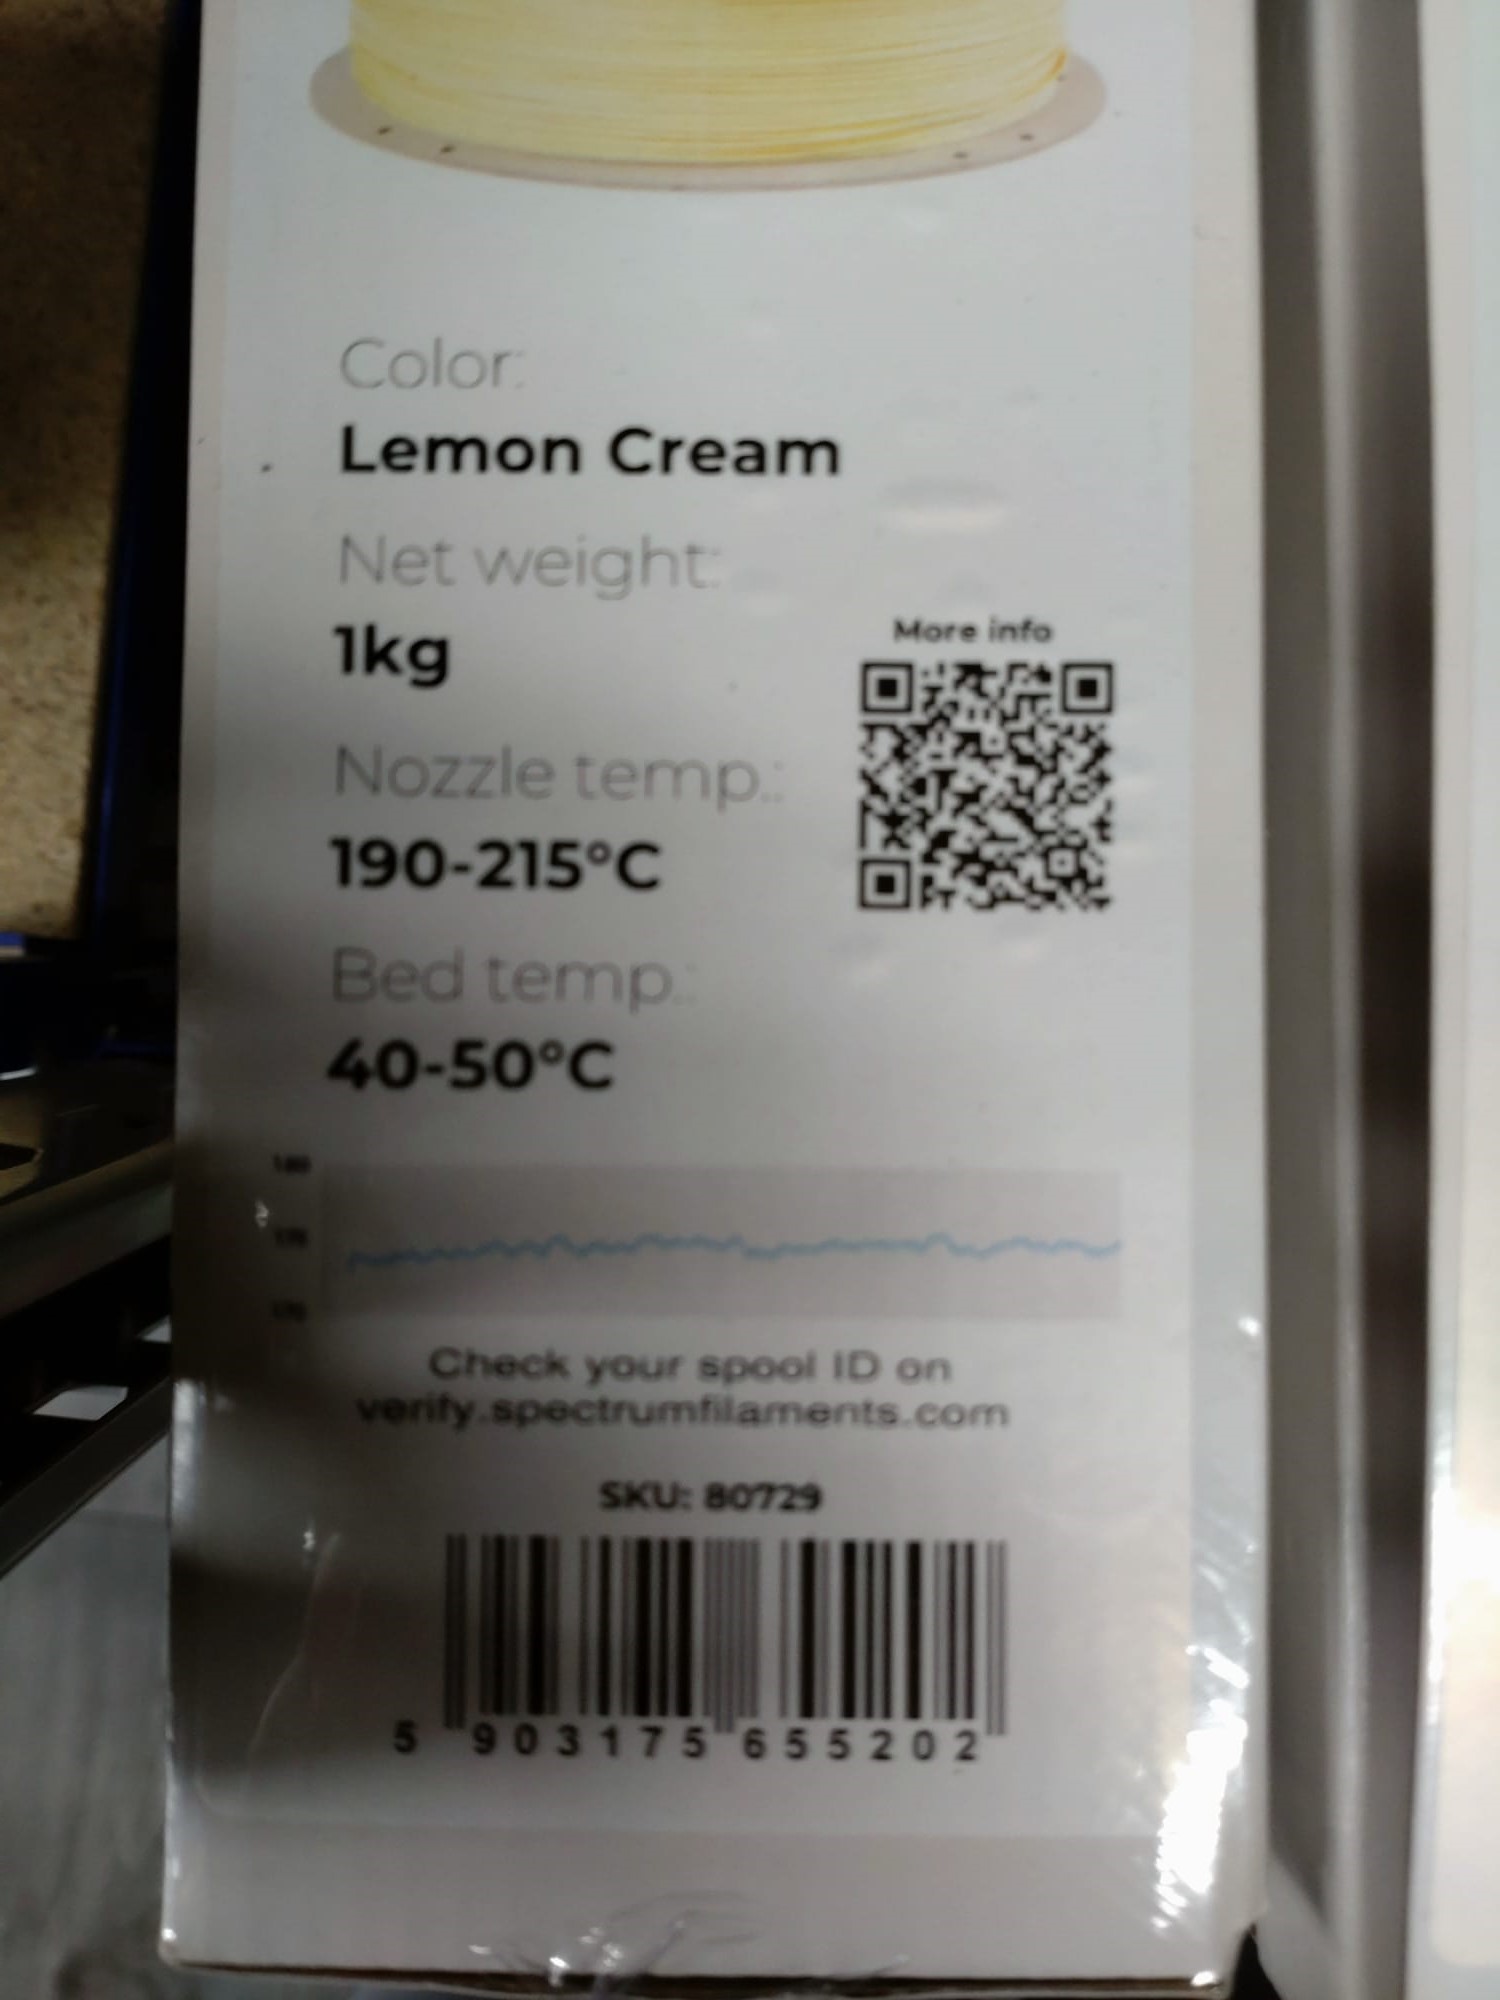 Color:
Lemon Cream
Net weight:
1kg
More info
Nozzle temp.:
190-215°C
Bed temp.:
40-50°C
Check your spool ID on
verify.spectrumfilaments.com
SKU: 80729
5 903175 655202